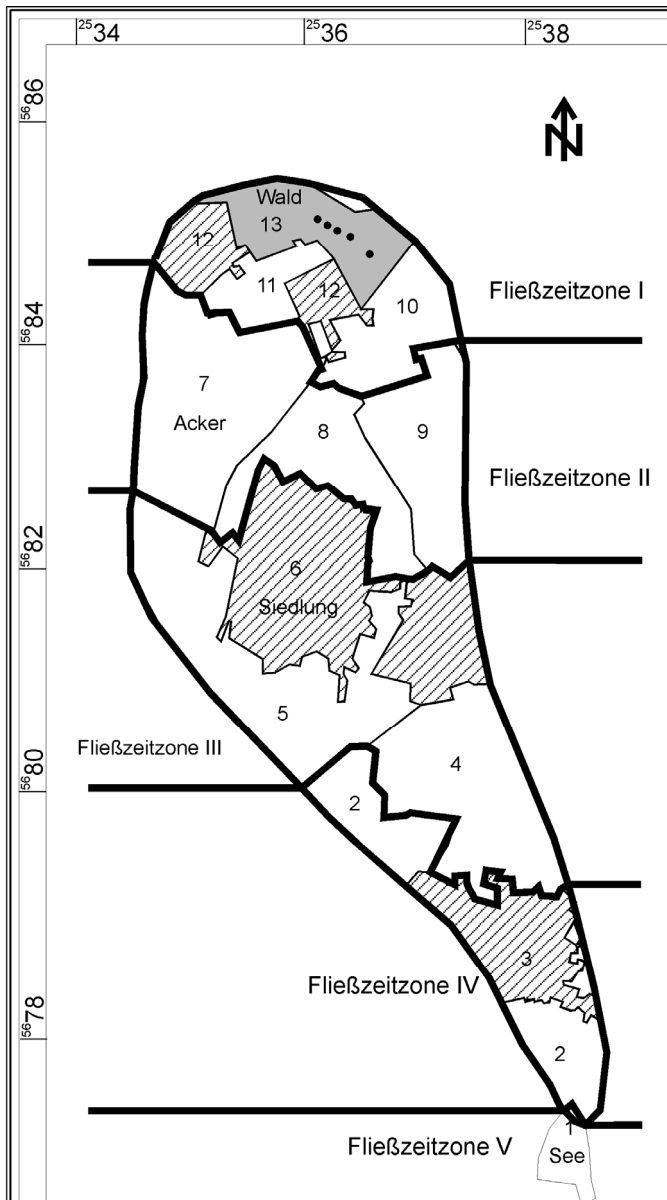 ²⁵34 ²⁵36 ²⁵38
⁵⁶86
N
Wald
13
12
11
12
10
Fließzeitzone I
⁵⁶84
7
Acker
8
9
Fließzeitzone II
⁵⁶82
6
Siedlung
5
Fließzeitzone III
4
⁵⁶80
2
3
Fließzeitzone IV
⁵⁶78
2
1
Fließzeitzone V
See